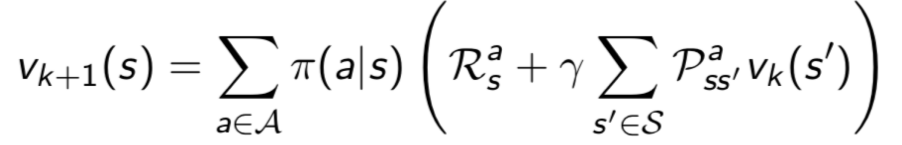 $$v_{k+1}(s) = \sum_{a \in \mathcal{A}} \pi(a|s) \left( \mathcal{R}_s^a + \gamma \sum_{s' \in \mathcal{S}} \mathcal{P}_{ss'}^a v_k(s') \right)$$